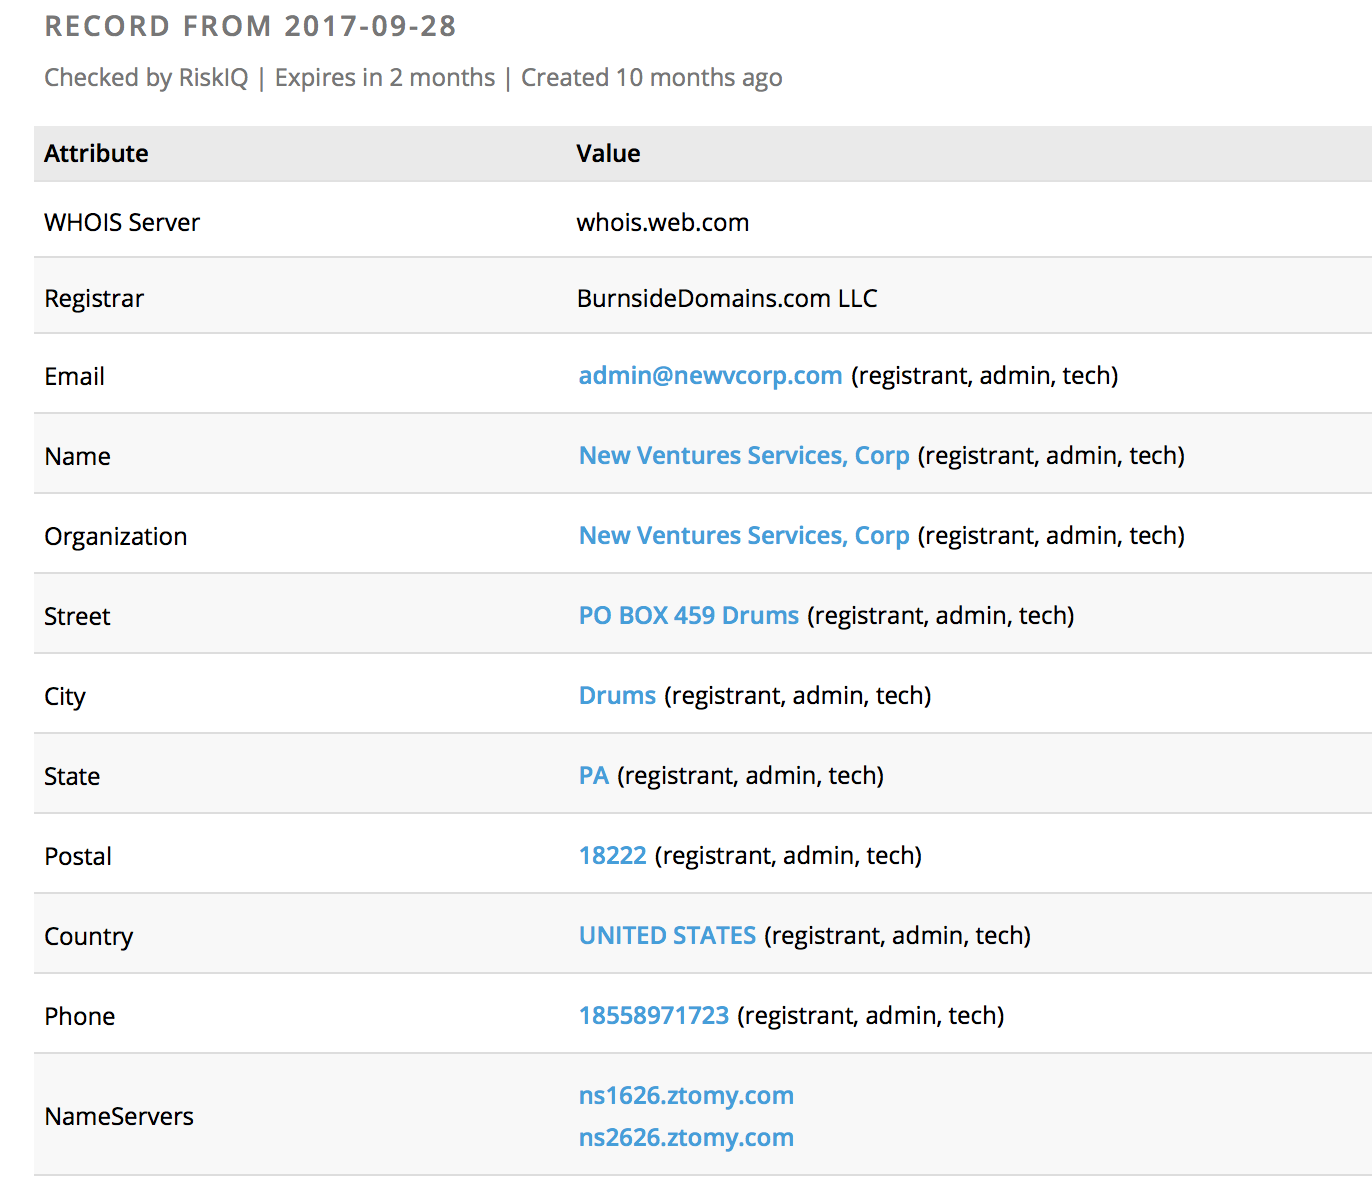 RECORD FROM 2017-09-28
Checked by RiskIQ | Expires in 2 months | Created 10 months ago
Attribute Value
WHOIS Server whois.web.com
Registrar BurnsideDomains.com LLC
Email admin@newvcorp.com (registrant, admin, tech)
Name New Ventures Services, Corp (registrant, admin, tech)
Organization New Ventures Services, Corp (registrant, admin, tech)
Street PO BOX 459 Drums (registrant, admin, tech)
City Drums (registrant, admin, tech)
State PA (registrant, admin, tech)
Postal 18222 (registrant, admin, tech)
Country UNITED STATES (registrant, admin, tech)
Phone 18558971723 (registrant, admin, tech)
NameServers ns1626.ztomy.com
ns2626.ztomy.com